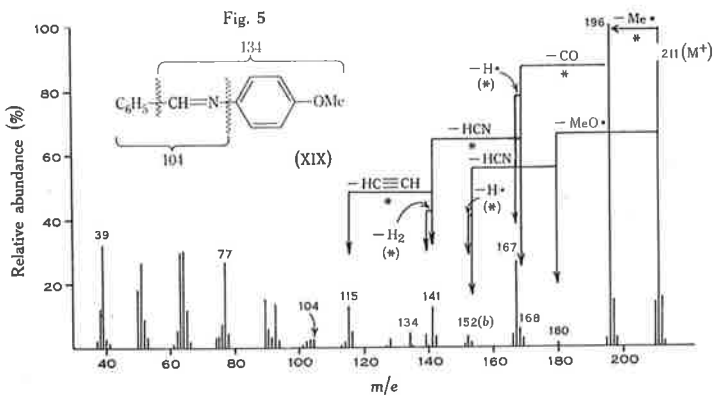 Fig. 5
134
C₆H₅
CH=N
OMe
104
(XIX)
Relative abundance (%)
100
80
60
40
20
196
−Me•
*
211 (M⁺)
−CO
*
−H•
(*)
−MeO•
−HCN
*
−HCN
−HC≡CH
*
−H₂
(*)
−H•
(*)
39
77
104
115
134
141
152(b)
167
168
180
40
60
80
100
120
140
160
180
200
m/e